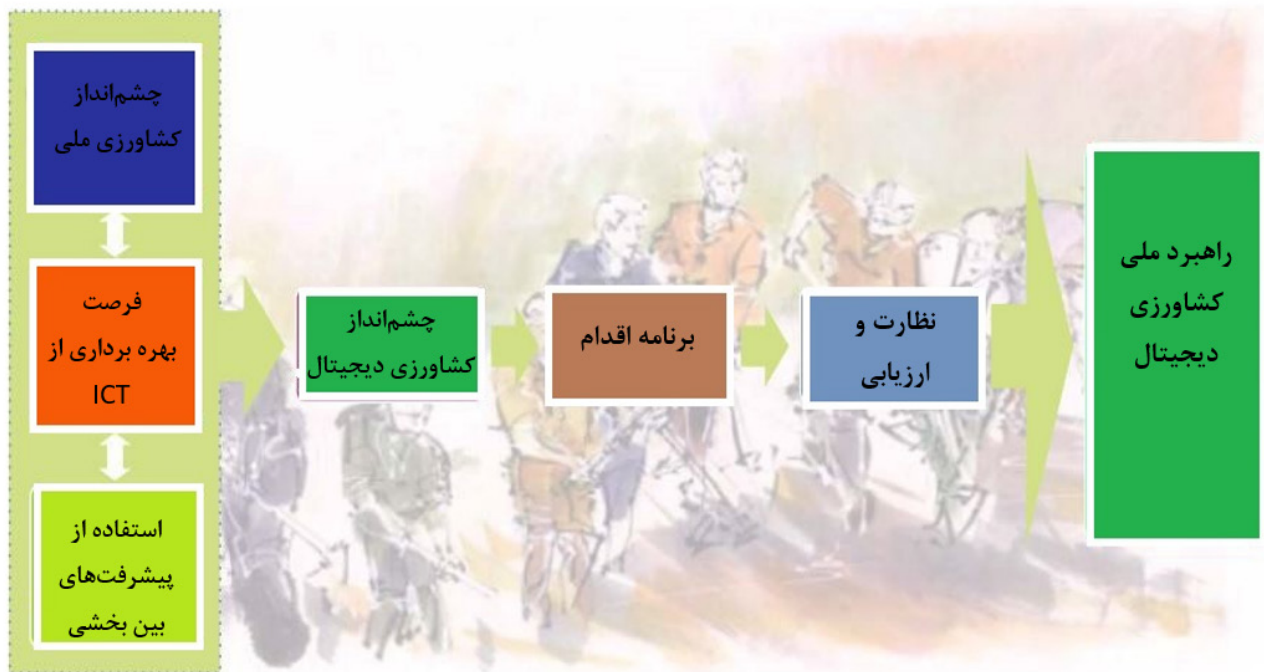 چشم‌انداز
کشاورزی ملی
فرصت
بهره برداری از
ICT
استفاده از
پیشرفت‌های
بین بخشی
چشم‌انداز
کشاورزی دیجیتال
برنامه اقدام
نظارت و
ارزیابی
راهبرد ملی
کشاورزی
دیجیتال